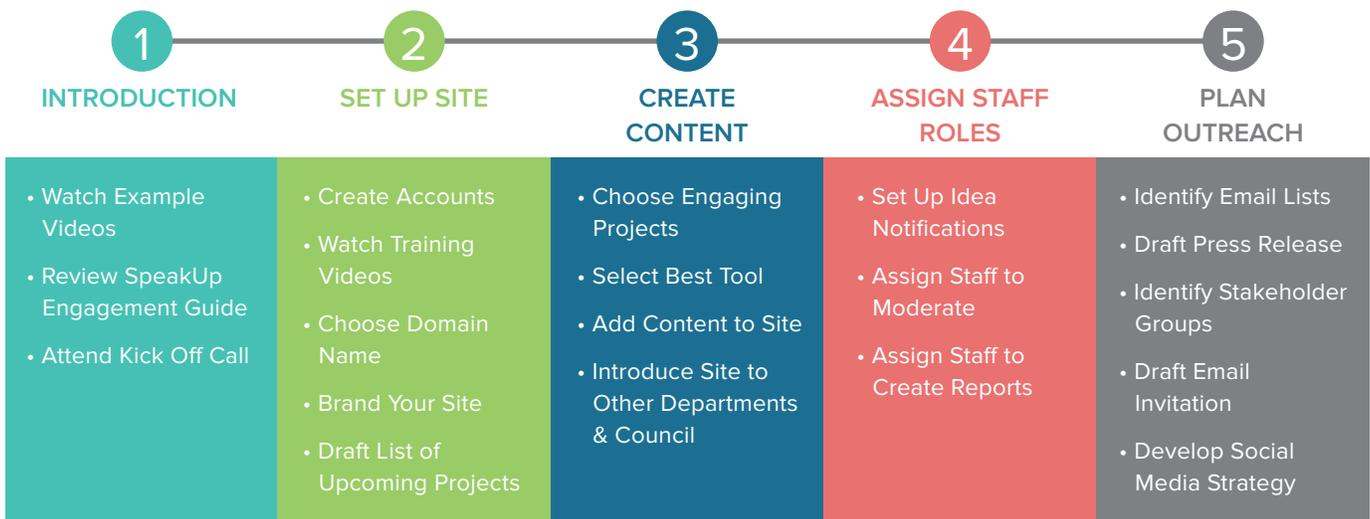 1
INTRODUCTION
• Watch Example
Videos
• Review SpeakUp
Engagement Guide
• Attend Kick Off Call
2
SET UP SITE
• Create Accounts
• Watch Training
Videos
• Choose Domain
Name
• Brand Your Site
• Draft List of
Upcoming Projects
3
CREATE
CONTENT
• Choose Engaging
Projects
• Select Best Tool
• Add Content to Site
• Introduce Site to
Other Departments
& Council
4
ASSIGN STAFF
ROLES
• Set Up Idea
Notifications
• Assign Staff to
Moderate
• Assign Staff to
Create Reports
5
PLAN
OUTREACH
• Identify Email Lists
• Draft Press Release
• Identify Stakeholder
Groups
• Draft Email
Invitation
• Develop Social
Media Strategy